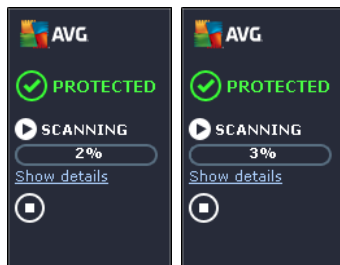 AVG
PROTECTED
SCANNING
2%
Show details
AVG
PROTECTED
SCANNING
3%
Show details